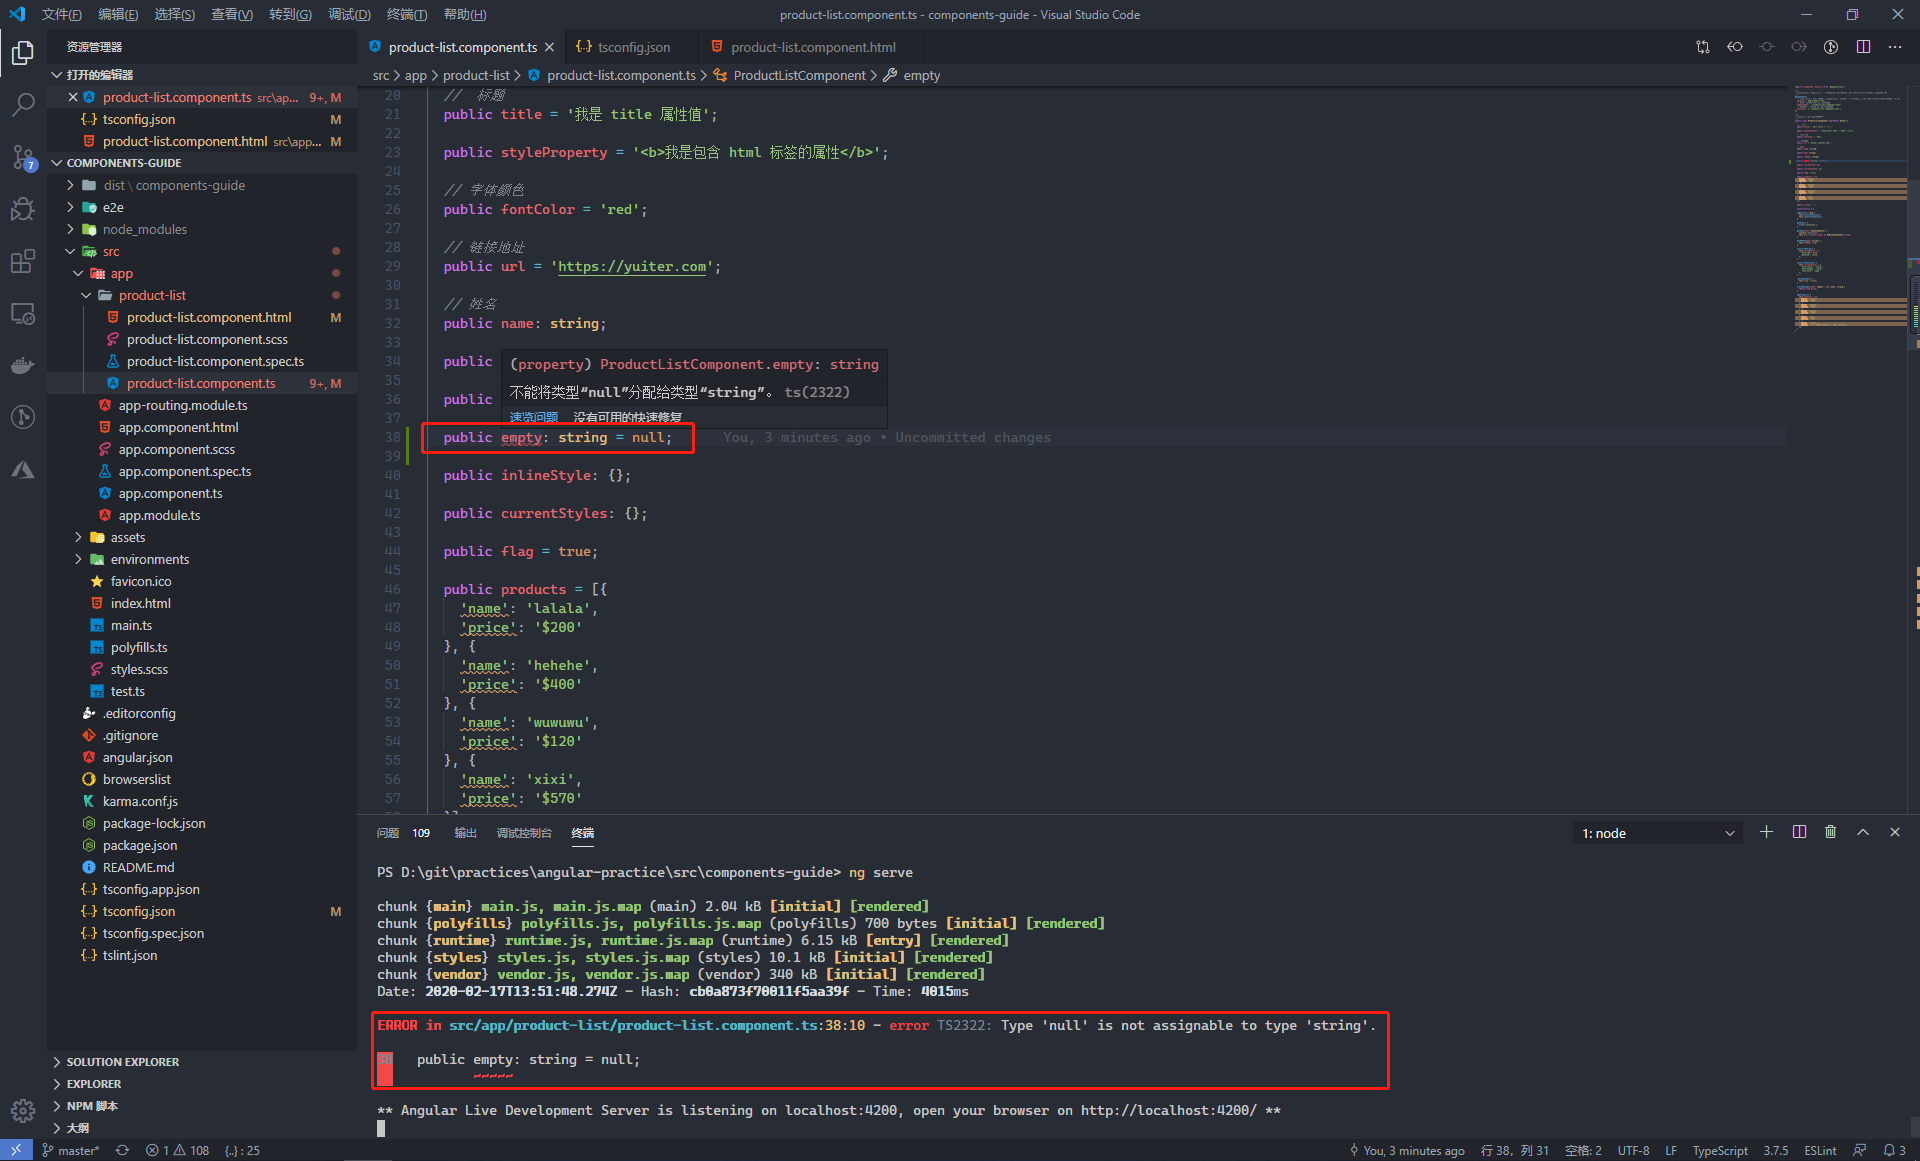 文件(F) 编辑(E) 选择(S) 查看(V) 转到(G) 调试(D) 终端(T) 帮助(H)
product-list.component.ts - components-guide - Visual Studio Code
资源管理器
打开的编辑器
product-list.component.ts src\ap... 9+, M
tsconfig.json M
product-list.component.html src\app... M
COMPONENTS-GUIDE
dist \ components-guide
e2e
node_modules
src
app
product-list
product-list.component.html M
product-list.component.scss
product-list.component.spec.ts
product-list.component.ts 9+, M
app-routing.module.ts
app.component.html
app.component.scss
app.component.spec.ts
app.component.ts
app.module.ts
assets
environments
favicon.ico
index.html
main.ts
polyfills.ts
styles.scss
test.ts
.editorconfig
.gitignore
angular.json
browserslist
karma.conf.js
package-lock.json
package.json
README.md
tsconfig.app.json
tsconfig.json M
tsconfig.spec.json
tslint.json
SOLUTION EXPLORER
EXPLORER
NPM 脚本
大纲
7
product-list.component.ts tsconfig.json product-list.component.html
src > app > product-list > product-list.component.ts > ProductListComponent > empty
20 // 标题
21 public title = '我是 title 属性值';
22
23 public styleProperty = '<b>我是包含 html 标签的属性</b>';
24
25 // 字体颜色
26 public fontColor = 'red';
27
28 // 链接地址
29 public url = 'https://yuiter.com';
30
31 // 姓名
32 public name: string;
33
34 public
35
36 public
37
(property) ProductListComponent.empty: string
不能将类型“null”分配给类型“string”。 ts(2322)
速览问题 没有可用的快速修复
38 public empty: string = null; You, 3 minutes ago • Uncommitted changes
39
40 public inlineStyle: {};
41
42 public currentStyles: {};
43
44 public flag = true;
45
46 public products = [{
47 'name': 'lalala',
48 'price': '$200'
49 }, {
50 'name': 'hehehe',
51 'price': '$400'
52 }, {
53 'name': 'wuwuwu',
54 'price': '$120'
55 }, {
56 'name': 'xixi',
57 'price': '$570'
问题 109 输出 调试控制台 终端
1: node
PS D:\git\practices\angular-practice\src\components-guide> ng serve
chunk {main} main.js, main.js.map (main) 2.04 kB [initial] [rendered]
chunk {polyfills} polyfills.js, polyfills.js.map (polyfills) 700 bytes [initial] [rendered]
chunk {runtime} runtime.js, runtime.js.map (runtime) 6.15 kB [entry] [rendered]
chunk {styles} styles.js, styles.js.map (styles) 10.1 kB [initial] [rendered]
chunk {vendor} vendor.js, vendor.js.map (vendor) 340 kB [initial] [rendered]
Date: 2020-02-17T13:51:48.274Z - Hash: cb0a873f70011f5aa39f - Time: 4015ms
ERROR in src/app/product-list/product-list.component.ts:38:10 - error TS2322: Type 'null' is not assignable to type 'string'.
38 public empty: string = null;
~~~~~
** Angular Live Development Server is listening on localhost:4200, open your browser on http://localhost:4200/ **
master* 1 108 {..} : 25
You, 3 minutes ago 行 38，列 31 空格: 2 UTF-8 LF TypeScript 3.7.5 ESLint 3